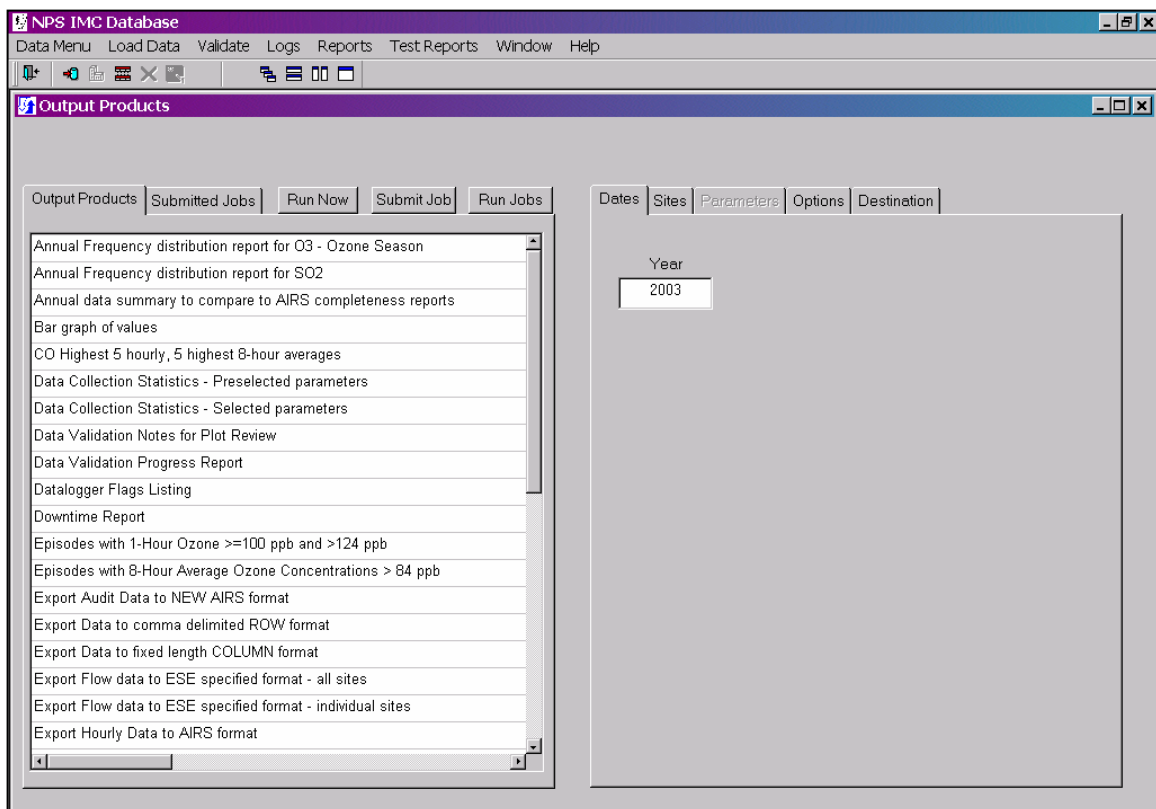 NPS IMC Database
Data Menu Load Data Validate Logs Reports Test Reports Window Help
Output Products
Output Products Submitted Jobs Run Now Submit Job Run Jobs
Dates Sites Parameters Options Destination
Annual Frequency distribution report for O3 - Ozone Season
Annual Frequency distribution report for SO2
Annual data summary to compare to AIRS completeness reports
Bar graph of values
CO Highest 5 hourly, 5 highest 8-hour averages
Data Collection Statistics - Preselected parameters
Data Collection Statistics - Selected parameters
Data Validation Notes for Plot Review
Data Validation Progress Report
Datalogger Flags Listing
Downtime Report
Episodes with 1-Hour Ozone >=100 ppb and >124 ppb
Episodes with 8-Hour Average Ozone Concentrations > 84 ppb
Export Audit Data to NEW AIRS format
Export Data to comma delimited ROW format
Export Data to fixed length COLUMN format
Export Flow data to ESE specified format - all sites
Export Flow data to ESE specified format - individual sites
Export Hourly Data to AIRS format
Year
2003